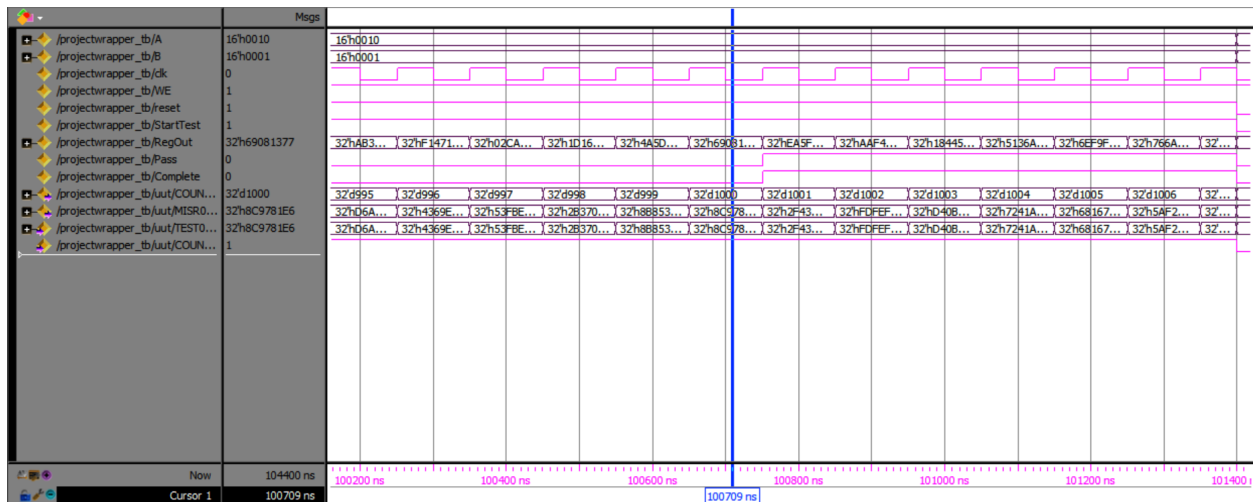 Msgs
/projectwrapper_tb/A 16'h0010 16'h0010
/projectwrapper_tb/B 16'h0001 16'h0001
/projectwrapper_tb/clk 0
/projectwrapper_tb/WE 1
/projectwrapper_tb/reset 1
/projectwrapper_tb/StartTest 1
/projectwrapper_tb/RegOut 32'h69081377 32'hAB3... 32'hF1471... 32'h02CA... 32'h1D16... 32'h4A5D... 32'h69081... 32'hEA5F... 32'hAAF4... 32'h18445... 32'h5136A... 32'h6EF9F... 32'h766A... 32'...
/projectwrapper_tb/Pass 0
/projectwrapper_tb/Complete 0
/projectwrapper_tb/uut/COUN... 32'd1000 32'd995 32'd996 32'd997 32'd998 32'd999 32'd1000 32'd1001 32'd1002 32'd1003 32'd1004 32'd1005 32'd1006 32'...
/projectwrapper_tb/uut/MISR0... 32'h8C9781E6 32'hD6A... 32'h4369E... 32'h53FBE... 32'h2B370... 32'h8B853... 32'h8C978... 32'h2F43... 32'hFDFEF... 32'hD40B... 32'h7241A... 32'h68167... 32'h5AF2... 32'...
/projectwrapper_tb/uut/TEST0... 32'h8C9781E6 32'hD6A... 32'h4369E... 32'h53FBE... 32'h2B370... 32'h8B853... 32'h8C978... 32'h2F43... 32'hFDFEF... 32'hD40B... 32'h7241A... 32'h68167... 32'h5AF2... 32'...
/projectwrapper_tb/uut/COUN... 1
Now 104400 ns 100200 ns 100400 ns 100600 ns 100800 ns 101000 ns 101200 ns 101400
Cursor 1 100709 ns 100709 ns